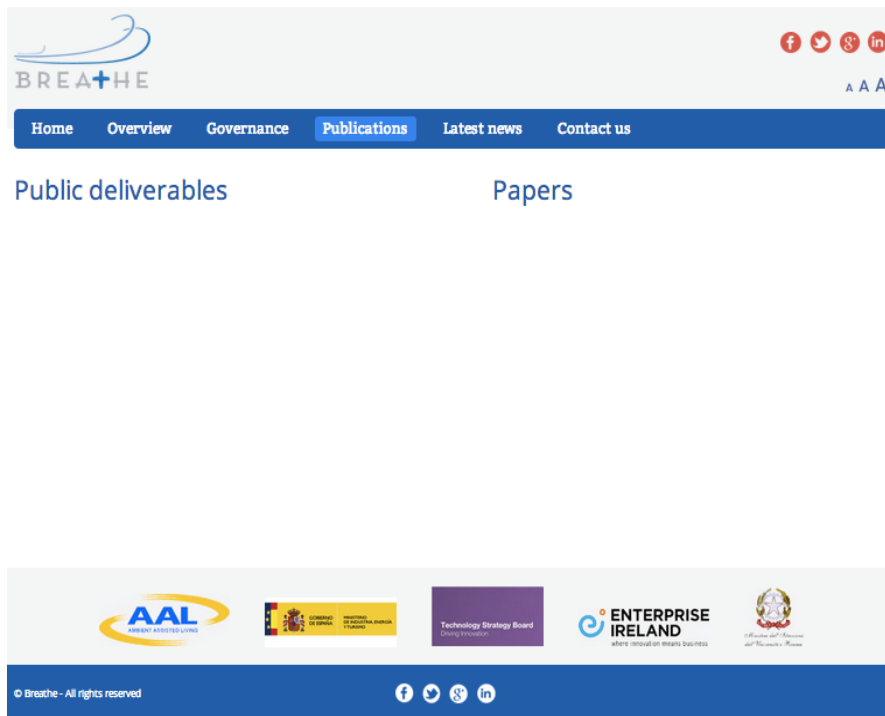 BREATHE
A A A
Home Overview Governance Publications Latest news Contact us
Public deliverables Papers
AAL
AMBIENT ASSISTED LIVING
GOBIERNO DE ESPAÑA
MINISTERIO DE INDUSTRIA, ENERGÍA Y TURISMO
Technology Strategy Board
Driving Innovation
ENTERPRISE
IRELAND
where innovation means business
© Breathe - All rights reserved